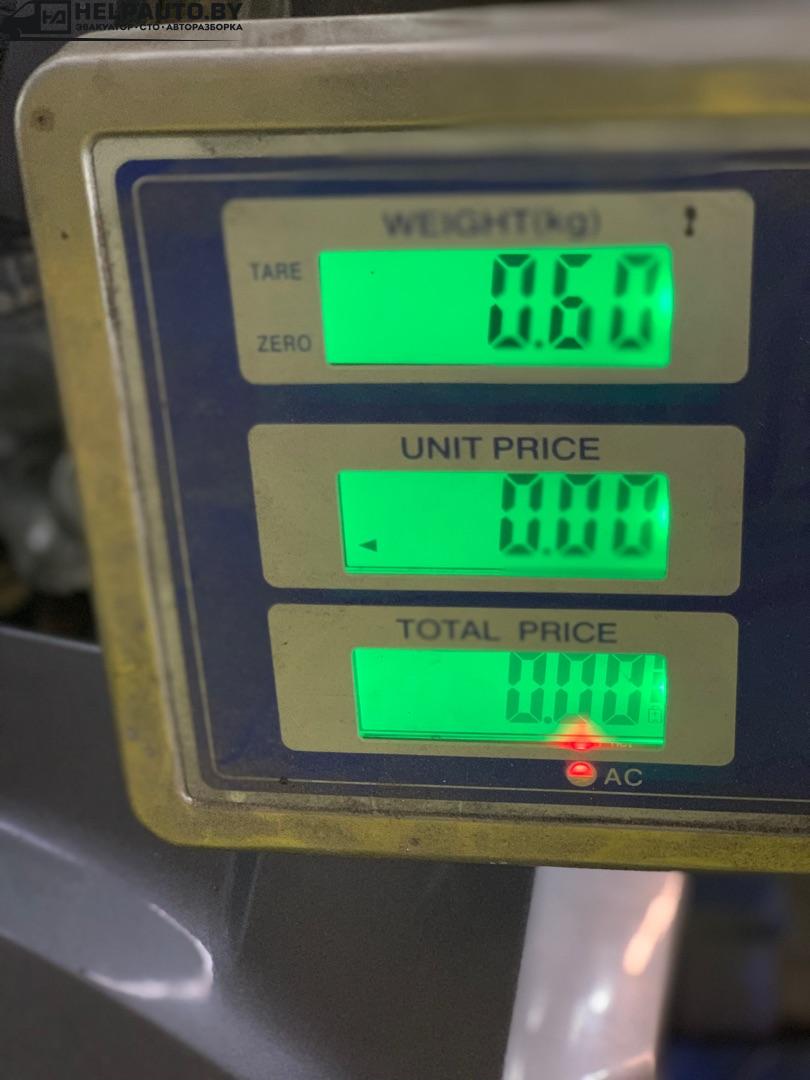 HELPAUTO.BY
ЭВАКУАТОР•СТО•АВТОРАЗБОРКА
WEIGHT(kg)
TARE
0.60
ZERO
UNIT PRICE
0.00
TOTAL PRICE
0.00
AC